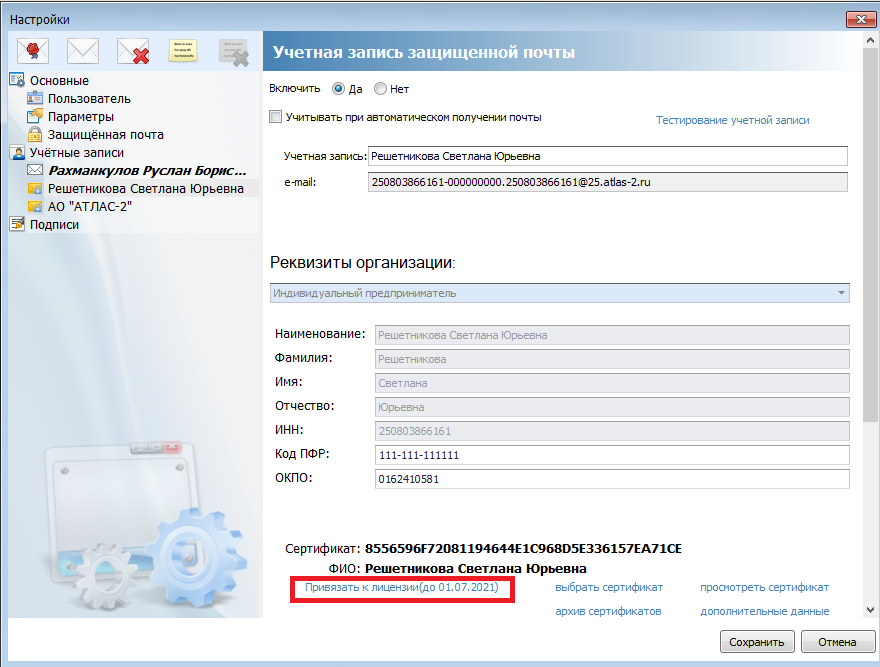 Настройки
Основные
Пользователь
Параметры
Защищённая почта
Учётные записи
Рахманкулов Руслан Борис...
Решетникова Светлана Юрьевна
АО "АТЛАС-2"
Подписи
Учетная запись защищенной почты
Включить Да Нет
Учитывать при автоматическом получении почты
Тестирование учетной записи
Учетная запись: Решетникова Светлана Юрьевна
e-mail: 250803866161-000000000.250803866161@25.atlas-2.ru
Реквизиты организации:
Индивидуальный предприниматель
Наименование: Решетникова Светлана Юрьевна
Фамилия: Решетникова
Имя: Светлана
Отчество: Юрьевна
ИНН: 250803866161
Код ПФР: 111-111-111111
ОКПО: 0162410581
Сертификат: 8556596F72081194644E1C968D5E336157EA71CE
ФИО: Решетникова Светлана Юрьевна
Привязать к лицензии(до 01.07.2021) выбрать сертификат просмотреть сертификат
архив сертификатов дополнительные данные
Сохранить Отмена